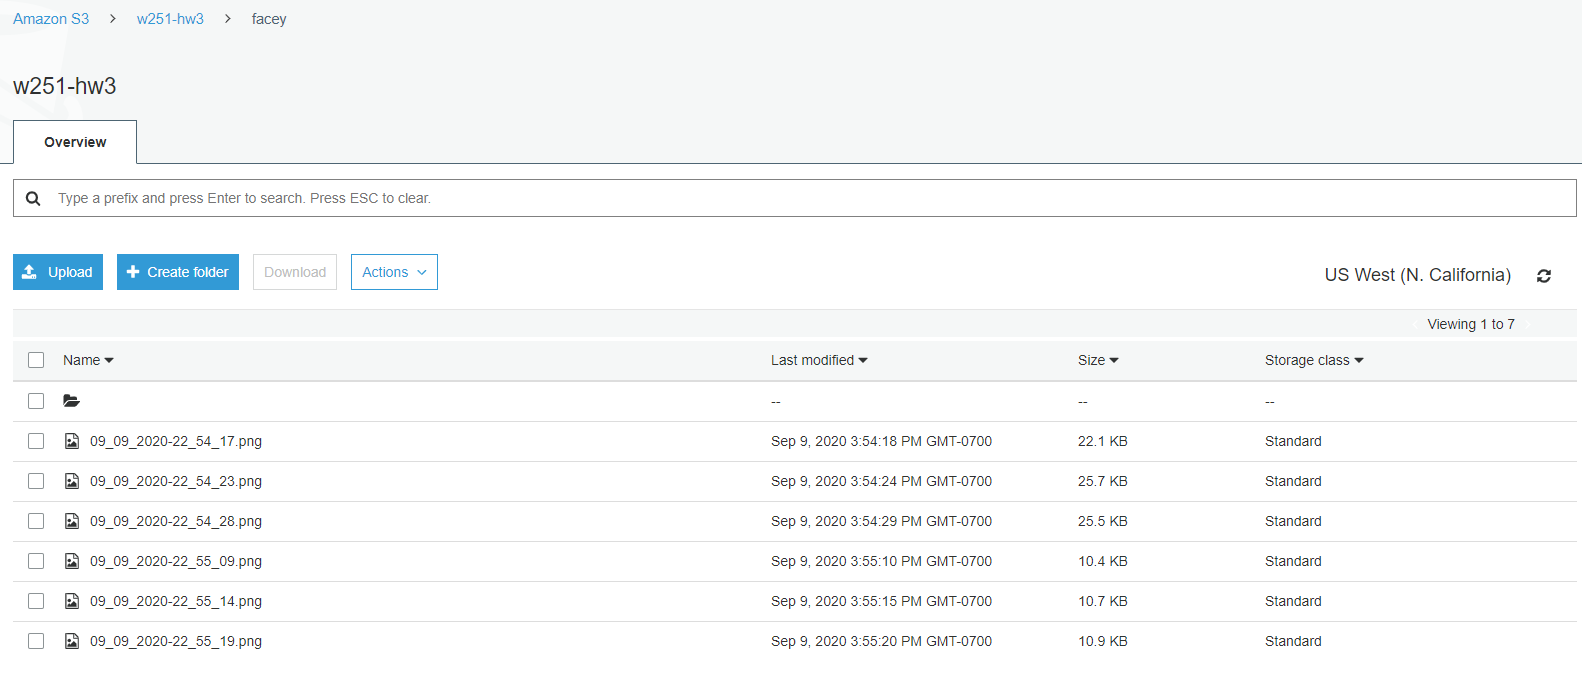 Amazon S3 > w251-hw3 > facey
w251-hw3
Overview
Type a prefix and press Enter to search. Press ESC to clear.
Upload Create folder Download Actions US West (N. California)
Viewing 1 to 7
Name Last modified Size Storage class
-- -- --
09_09_2020-22_54_17.png Sep 9, 2020 3:54:18 PM GMT-0700 22.1 KB Standard
09_09_2020-22_54_23.png Sep 9, 2020 3:54:24 PM GMT-0700 25.7 KB Standard
09_09_2020-22_54_28.png Sep 9, 2020 3:54:29 PM GMT-0700 25.5 KB Standard
09_09_2020-22_55_09.png Sep 9, 2020 3:55:10 PM GMT-0700 10.4 KB Standard
09_09_2020-22_55_14.png Sep 9, 2020 3:55:15 PM GMT-0700 10.7 KB Standard
09_09_2020-22_55_19.png Sep 9, 2020 3:55:20 PM GMT-0700 10.9 KB Standard